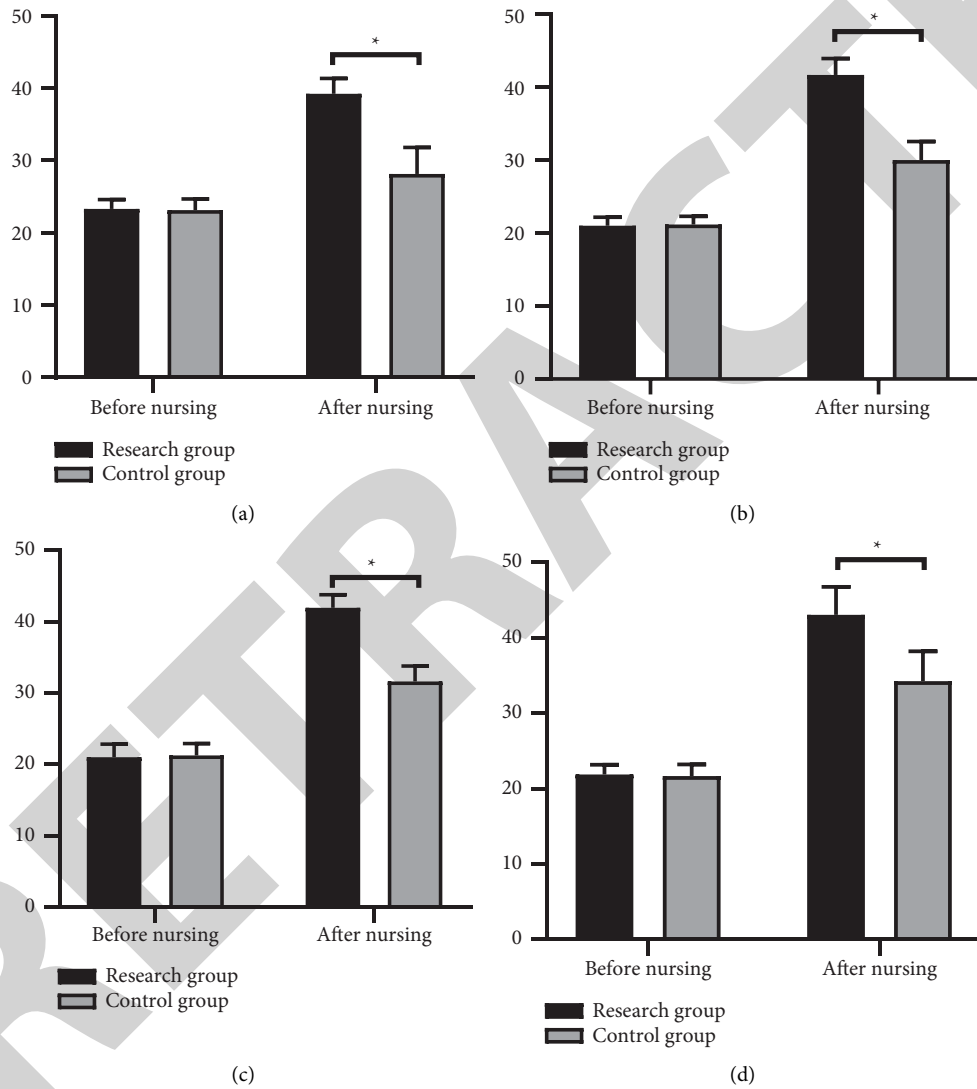 50
40
30
20
10
0
*
Before nursing
After nursing
Research group
Control group
(a)
50
40
30
20
10
0
*
Before nursing
After nursing
Research group
Control group
(b)
50
40
30
20
10
0
*
Before nursing
After nursing
Research group
Control group
(c)
50
40
30
20
10
0
*
Before nursing
After nursing
Research group
Control group
(d)
RETRACT